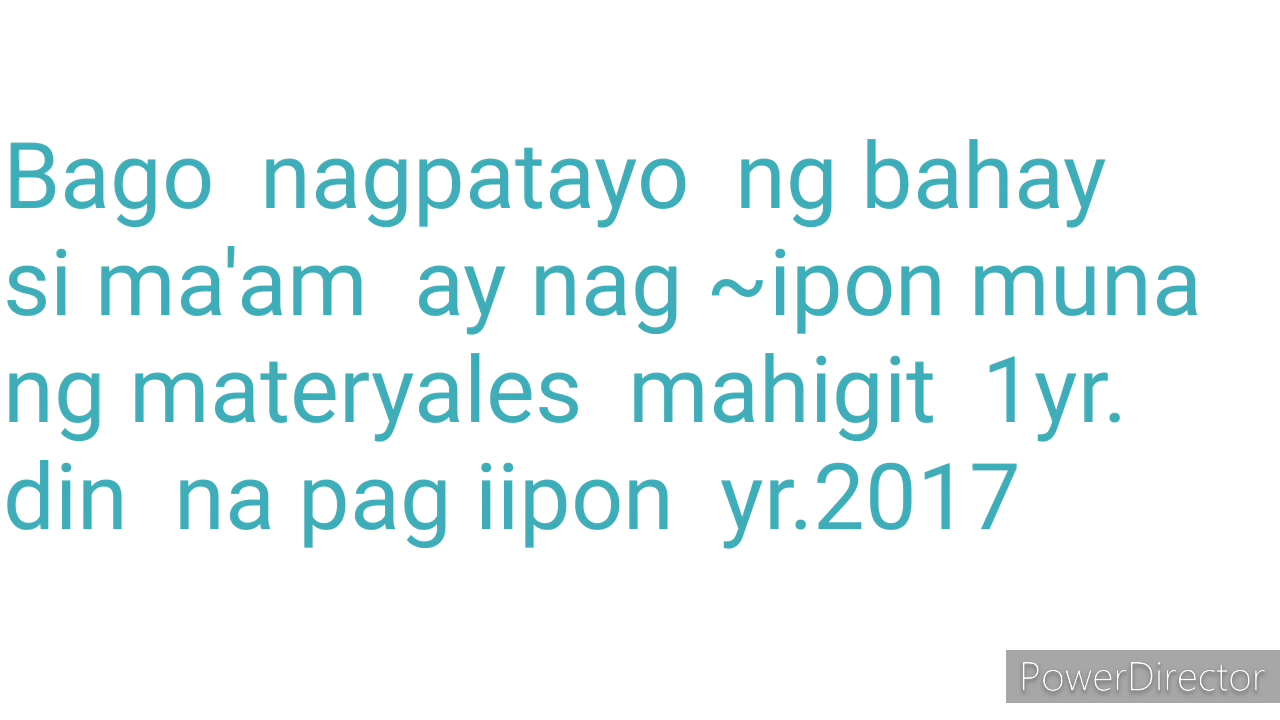 Bago nagpatayo ng bahay
si ma'am ay nag ~ipon muna
ng materyales mahigit 1yr.
din na pag iipon yr.2017
PowerDirector